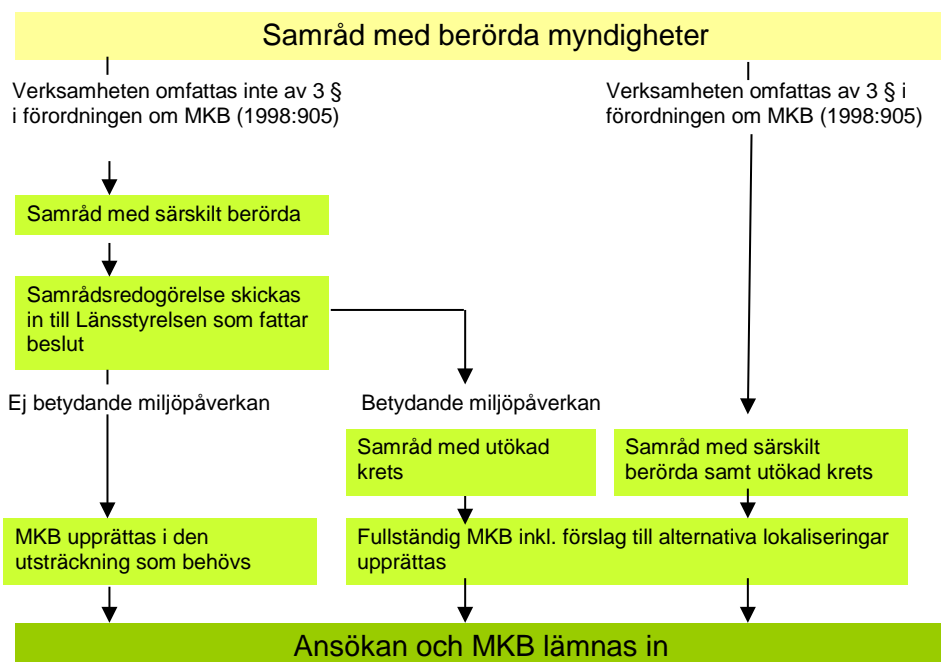 Samråd med berörda myndigheter
Verksamheten omfattas inte av 3 §
i förordningen om MKB (1998:905)
Verksamheten omfattas av 3 § i
förordningen om MKB (1998:905)
Samråd med särskilt berörda
Samrådsredogörelse skickas
in till Länsstyrelsen som fattar
beslut
Ej betydande miljöpåverkan
Betydande miljöpåverkan
Samråd med utökad
krets
Samråd med särskilt
berörda samt utökad krets
MKB upprättas i den
utsträckning som behövs
Fullständig MKB inkl. förslag till alternativa lokaliseringar
upprättas
Ansökan och MKB lämnas in